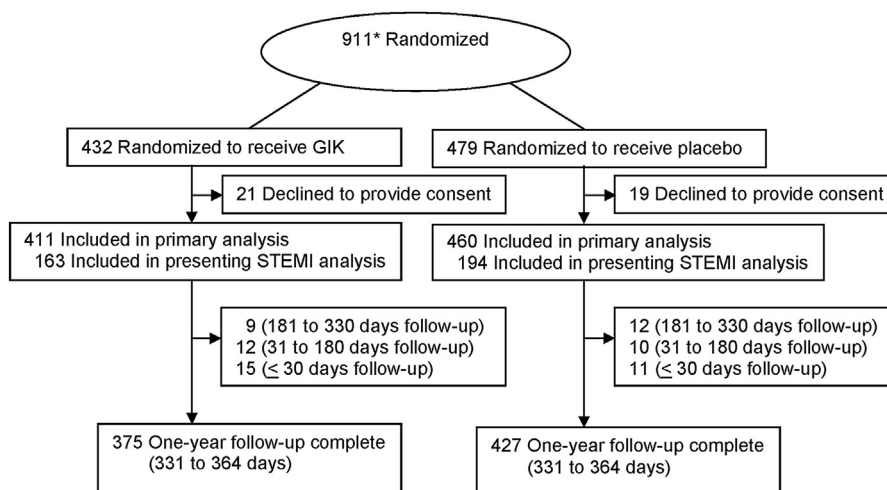 911* Randomized
432 Randomized to receive GIK
479 Randomized to receive placebo
21 Declined to provide consent
19 Declined to provide consent
411 Included in primary analysis
163 Included in presenting STEMI analysis
460 Included in primary analysis
194 Included in presenting STEMI analysis
9 (181 to 330 days follow-up)
12 (31 to 180 days follow-up)
15 (≤ 30 days follow-up)
12 (181 to 330 days follow-up)
10 (31 to 180 days follow-up)
11 (≤ 30 days follow-up)
375 One-year follow-up complete
(331 to 364 days)
427 One-year follow-up complete
(331 to 364 days)